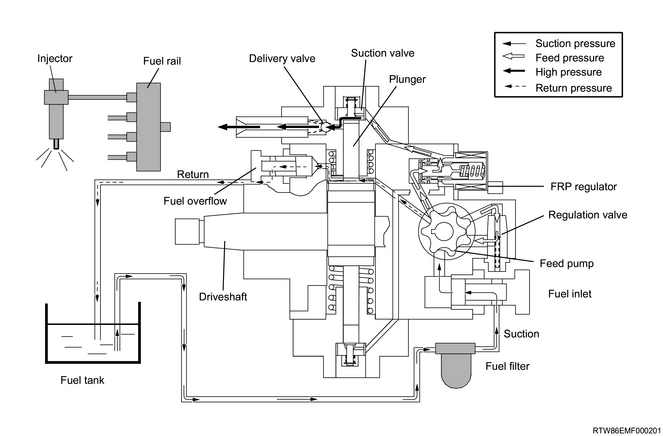 Injector
Fuel rail
Delivery valve
Suction valve
Plunger
Suction pressure
Feed pressure
High pressure
Return pressure
Return
Fuel overflow
FRP regulator
Regulation valve
Feed pump
Driveshaft
Fuel inlet
Suction
Fuel filter
Fuel tank
RTW86EMF000201